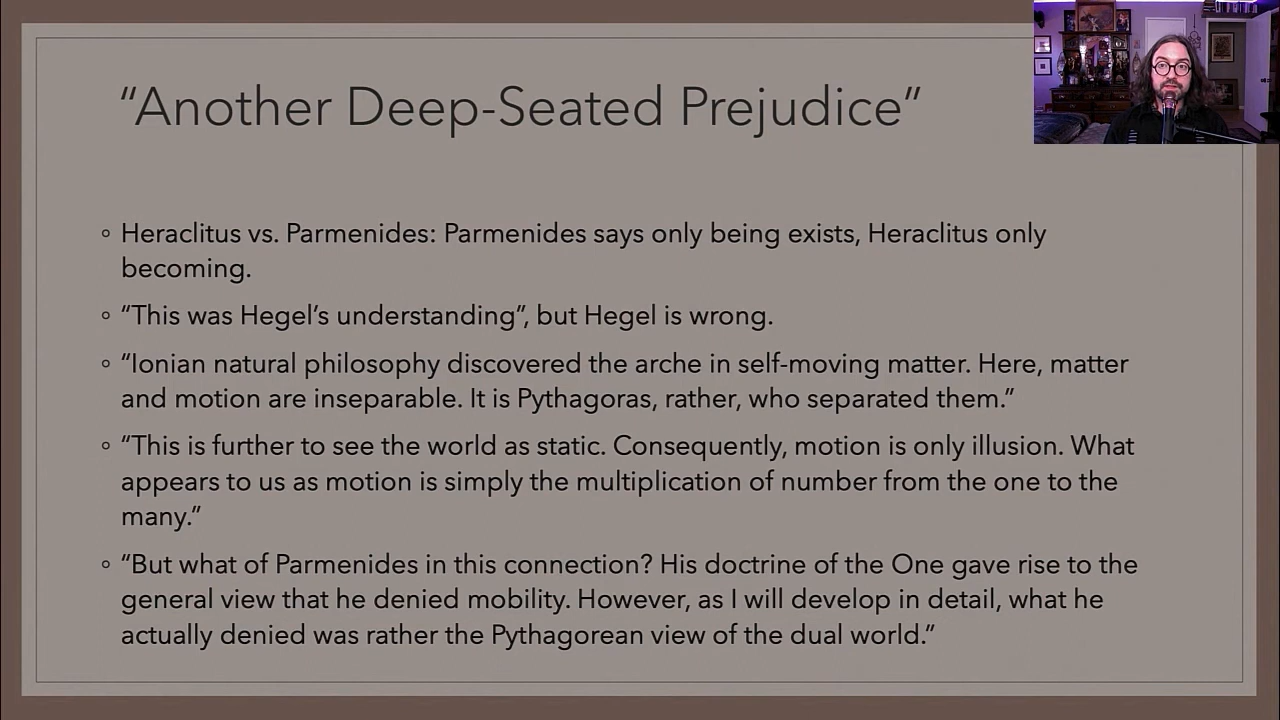 “Another Deep-Seated Prejudice”
◦ Heraclitus vs. Parmenides: Parmenides says only being exists, Heraclitus only
becoming.
◦ “This was Hegel’s understanding”, but Hegel is wrong.
◦ “Ionian natural philosophy discovered the arche in self-moving matter. Here, matter
and motion are inseparable. It is Pythagoras, rather, who separated them.”
◦ “This is further to see the world as static. Consequently, motion is only illusion. What
appears to us as motion is simply the multiplication of number from the one to the
many.”
◦ “But what of Parmenides in this connection? His doctrine of the One gave rise to the
general view that he denied mobility. However, as I will develop in detail, what he
actually denied was rather the Pythagorean view of the dual world.”